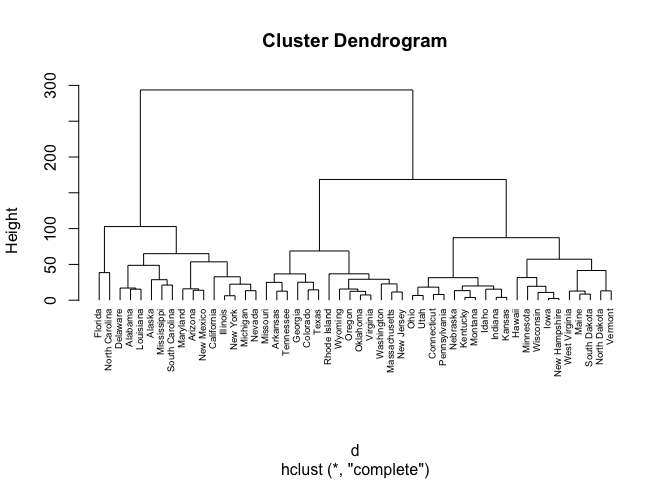 Cluster Dendrogram
Height
300
200
100
50
0
Florida
North Carolina
Delaware
Alabama
Louisiana
Alaska
Mississippi
South Carolina
Maryland
Arizona
New Mexico
California
Illinois
New York
Michigan
Nevada
Missouri
Arkansas
Tennessee
Georgia
Colorado
Texas
Rhode Island
Wyoming
Oregon
Oklahoma
Virginia
Washington
Massachusetts
New Jersey
Ohio
Utah
Connecticut
Pennsylvania
Nebraska
Kentucky
Montana
Idaho
Indiana
Kansas
Hawaii
Minnesota
Wisconsin
Iowa
New Hampshire
West Virginia
Maine
South Dakota
North Dakota
Vermont
d
hclust (*, "complete")